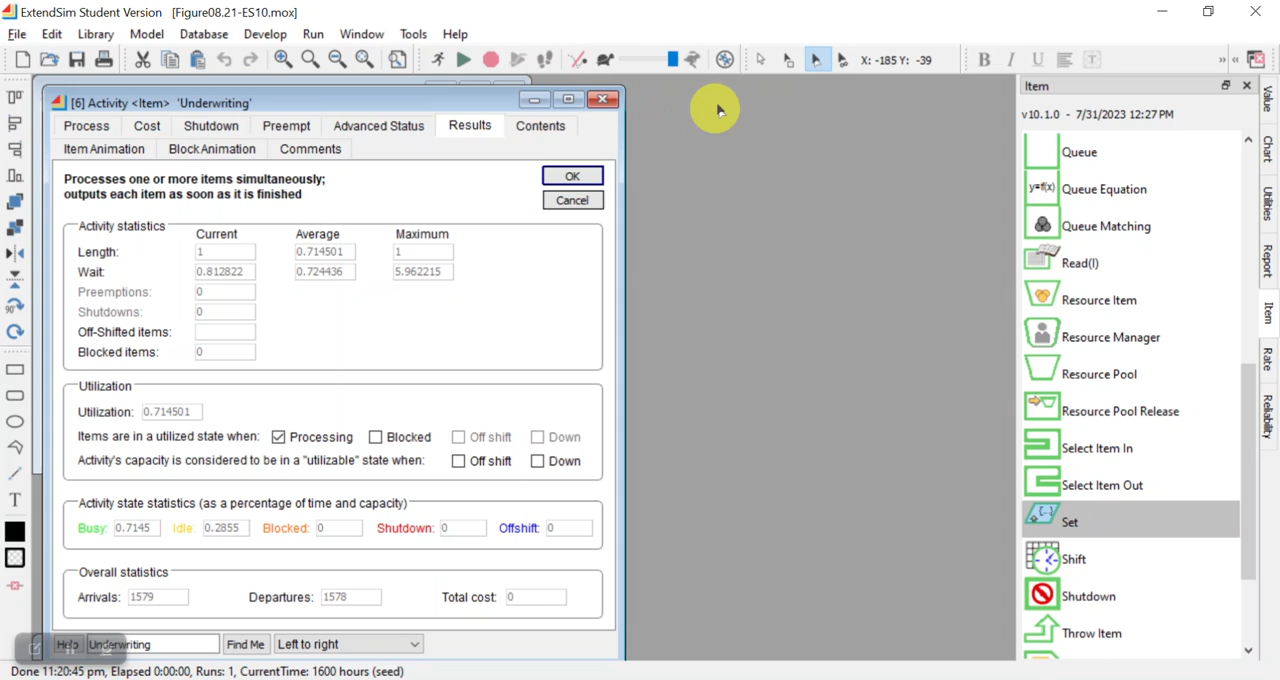 ExtendSim Student Version [Figure08.21-ES10.mox]
File Edit Library Model Database Develop Run Window Tools Help
X: -185 Y: -39 B I U T » «
[6] Activity <Item> 'Underwriting'
Process Cost Shutdown Preempt Advanced Status Results Contents
Item Animation Block Animation Comments
Processes one or more items simultaneously;
outputs each item as soon as it is finished
OK
Cancel
Activity statistics
Current Average Maximum
Length: 1 0.714501 1
Wait: 0.812822 0.724436 5.962215
Preemptions: 0
Shutdowns: 0
Off-Shifted items:
Blocked items: 0
Utilization
Utilization: 0.714501
Items are in a utilized state when: Processing Blocked Off shift Down
Activity's capacity is considered to be in a "utilizable" state when: Off shift Down
Activity state statistics (as a percentage of time and capacity)
Busy: 0.7145 Idle: 0.2855 Blocked: 0 Shutdown: 0 Offshift: 0
Overall statistics
Arrivals: 1579 Departures: 1578 Total cost: 0
Help Underwriting Find Me Left to right
Done 11:20:45 pm, Elapsed 0:00:00, Runs: 1, CurrentTime: 1600 hours (seed)
90°
T
Item
v10.1.0 - 7/31/2023 12:27PM
Queue
y=f(x) Queue Equation
Queue Matching
Read(I)
Resource Item
Resource Manager
Resource Pool
Resource Pool Release
Select Item In
Select Item Out
Set
Shift
Shutdown
Throw Item
Value
Chart
Utilities
Report
Item
Rate
Reliability